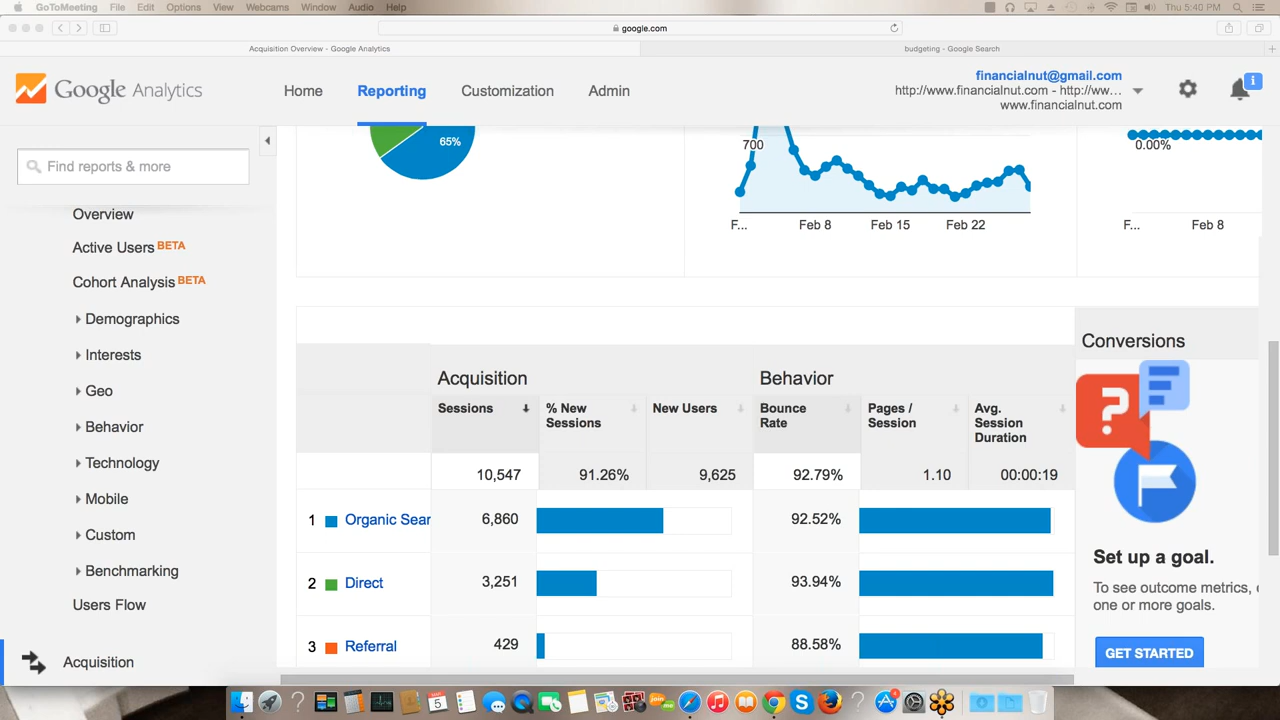 GoToMeeting File Edit Options View Webcams Window Audio Help Thu 5:40 PM
google.com
Acquisition Overview - Google Analytics budgeting - Google Search
Google Analytics
Home Reporting Customization Admin
financialnut@gmail.com
http://www.financialnut.com - http://ww...
www.financialnut.com
i
Find reports & more
Overview
Active Users BETA
Cohort Analysis BETA
Demographics
Interests
Geo
Behavior
Technology
Mobile
Custom
Benchmarking
Users Flow
Acquisition
65%
700
F... Feb 8 Feb 15 Feb 22
0.00%
F... Feb 8
Acquisition Behavior
Sessions % New Sessions New Users Bounce Rate Pages / Session Avg. Session Duration
10,547 91.26% 9,625 92.79% 1.10 00:00:19
1 Organic Sear 6,860 92.52%
2 Direct 3,251 93.94%
3 Referral 429 88.58%
Conversions
?
Set up a goal.
To see outcome metrics,
one or more goals.
GET STARTED
5